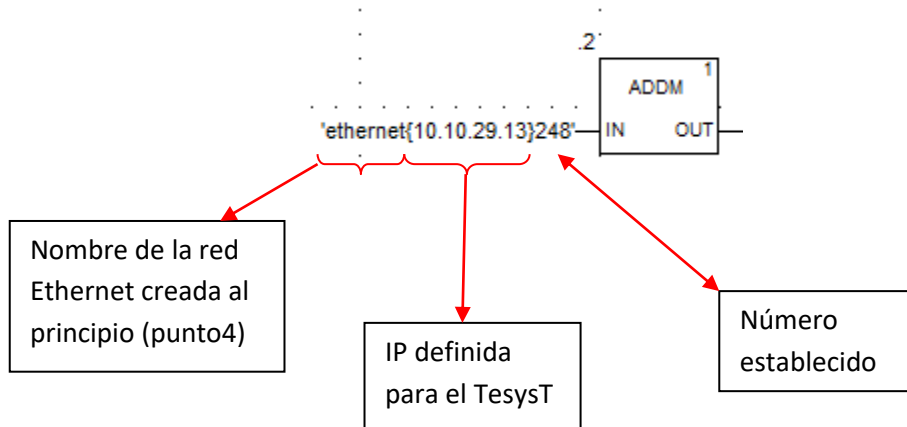 .2
1
ADDM
'ethernet{10.10.29.13}248'
IN OUT
Nombre de la red
Ethernet creada al
principio (punto4)
IP definida
para el TesysT
Número
establecido